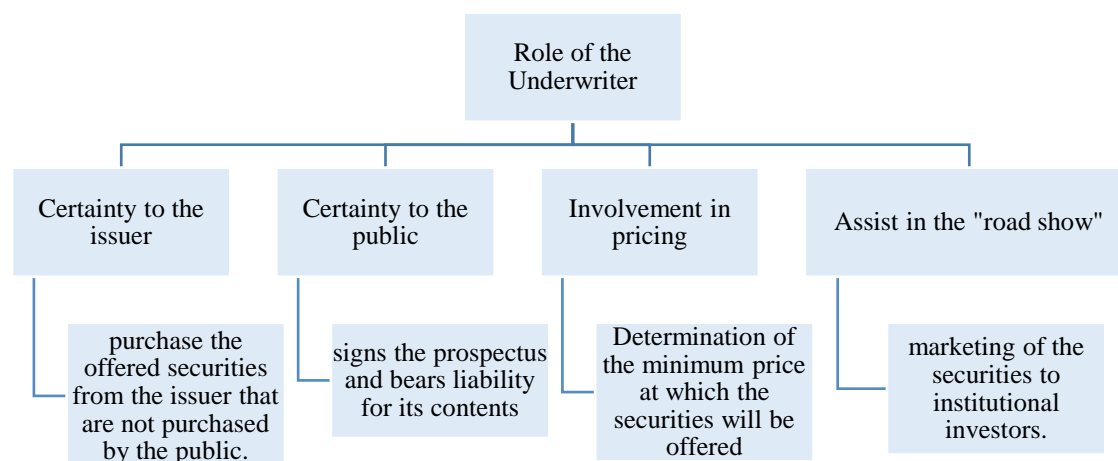 Role of the
Underwriter
Certainty to the
issuer
Certainty to the
public
Involvement in
pricing
Assist in the "road show"
purchase the
offered securities
from the issuer that
are not purchased
by the public.
signs the prospectus
and bears liability
for its contents
Determination of
the minimum price
at which the
securities will be
offered
marketing of the
securities to
institutional
investors.